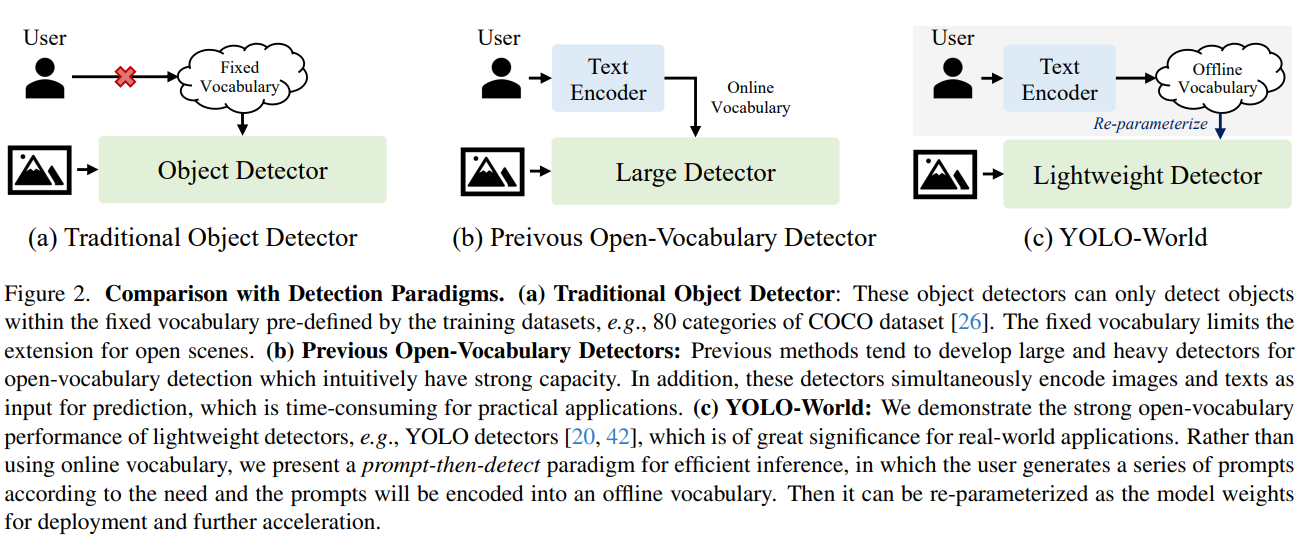 User
Fixed
Vocabulary
Object Detector
(a) Traditional Object Detector
User
Text
Encoder
Online
Vocabulary
Large Detector
(b) Preivous Open-Vocabulary Detector
User
Text
Encoder
Offline
Vocabulary
Re-parameterize
Lightweight Detector
(c) YOLO-World
Figure 2. Comparison with Detection Paradigms. (a) Traditional Object Detector: These object detectors can only detect objects
within the fixed vocabulary pre-defined by the training datasets, e.g., 80 categories of COCO dataset [26]. The fixed vocabulary limits the
extension for open scenes. (b) Previous Open-Vocabulary Detectors: Previous methods tend to develop large and heavy detectors for
open-vocabulary detection which intuitively have strong capacity. In addition, these detectors simultaneously encode images and texts as
input for prediction, which is time-consuming for practical applications. (c) YOLO-World: We demonstrate the strong open-vocabulary
performance of lightweight detectors, e.g., YOLO detectors [20, 42], which is of great significance for real-world applications. Rather than
using online vocabulary, we present a prompt-then-detect paradigm for efficient inference, in which the user generates a series of prompts
according to the need and the prompts will be encoded into an offline vocabulary. Then it can be re-parameterized as the model weights
for deployment and further acceleration.